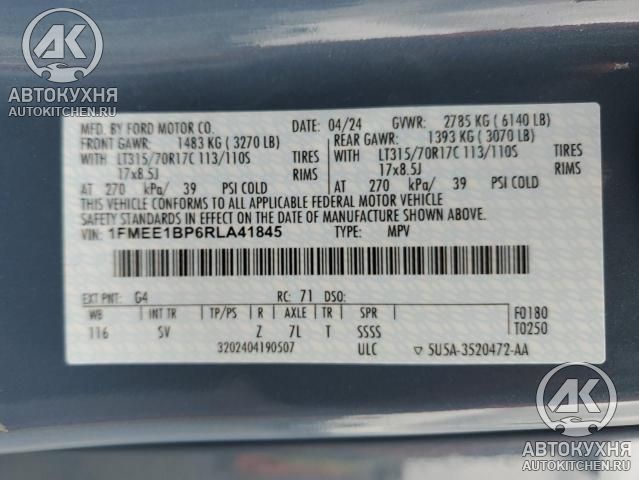 АК
АВТОКУХНЯ
AUTOKITCHEN.RU
MFD. BY FORD MOTOR CO. DATE: 04/24 GVWR: 2785 KG ( 6140 LB)
FRONT GAWR: 1483 KG ( 3270 LB) REAR GAWR: 1393 KG ( 3070 LB)
WITH LT315/70R17C 113/110S TIRES WITH LT315/70R17C 113/110S TIRES
17x8.5J RIMS 17x8.5J RIMS
AT 270 kPa/ 39 PSI COLD AT 270 kPa/ 39 PSI COLD
THIS VEHICLE CONFORMS TO ALL APPLICABLE FEDERAL MOTOR VEHICLE
SAFETY STANDARDS IN EFFECT ON THE DATE OF MANUFACTURE SHOWN ABOVE.
VIN: 1FMEE1BP6RLA41845 TYPE: MPV
EXT PNT: G4 RC: 71 DSO:
WB INT TR TP/PS R AXLE TR SPR F0180
116 SV Z 7L T SSSS T0250
3202404190507 ULC ▽ 5U5A-3520472-AA
АК
АВТОКУХНЯ
AUTOKITCHEN.RU